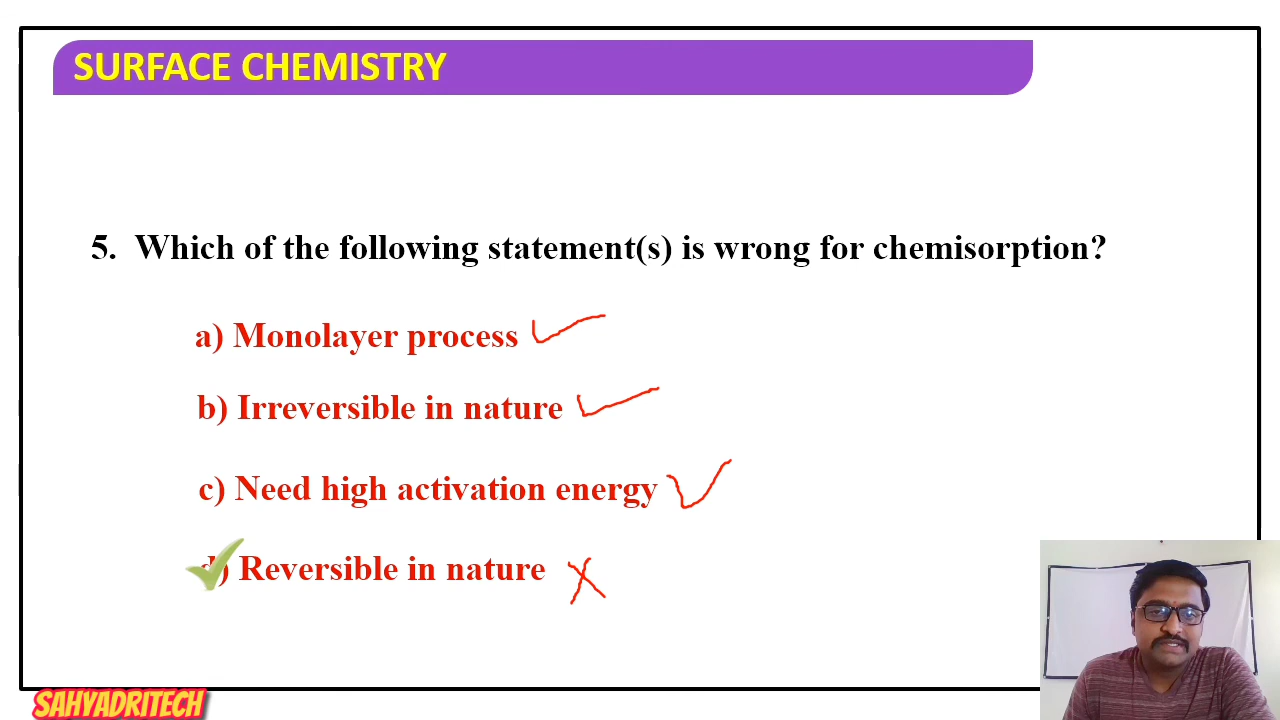 SURFACE CHEMISTRY
5. Which of the following statement(s) is wrong for chemisorption?
a) Monolayer process
b) Irreversible in nature
c) Need high activation energy
d) Reversible in nature
SAHYADRITECH